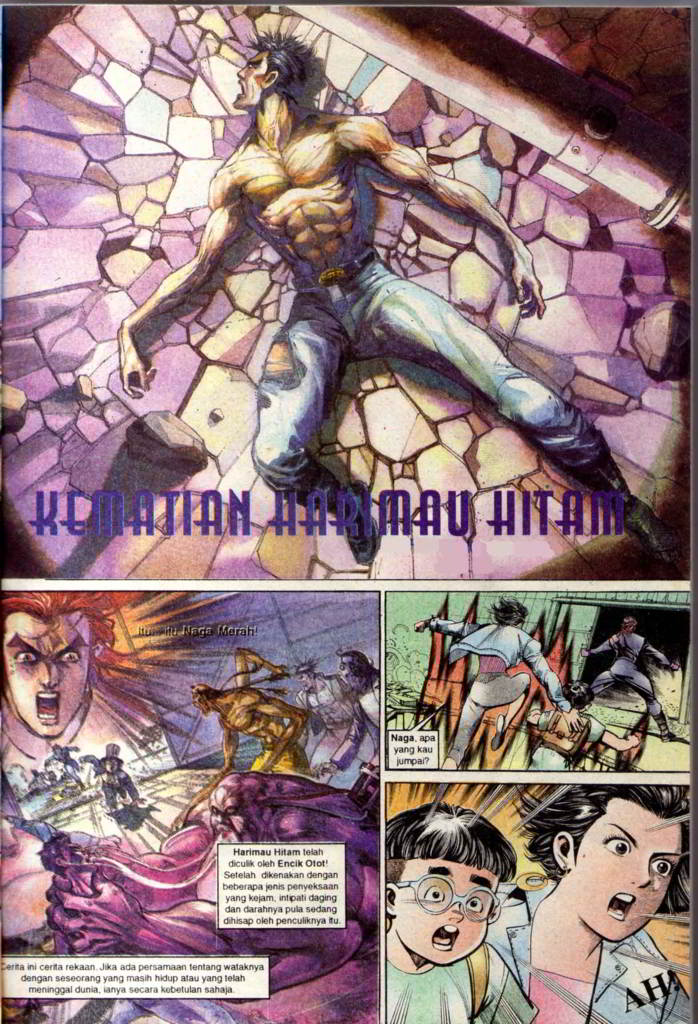 KEMATIAN HARIMAU HITAM
Itu... itu Naga Merah!
Naga, apa
yang kau
jumpai?
Harimau Hitam telah
diculik oleh Encik Otot!
Setelah dikenakan dengan
beberapa jenis penyeksaan
yang kejam, intipati daging
dan darahnya pula sedang
dihisap oleh penculiknya itu.
Cerita ini cerita rekaan. Jika ada persamaan tentang wataknya
dengan seseorang yang masih hidup atau yang telah
meninggal dunia, ianya secara kebetulan sahaja.
AH!